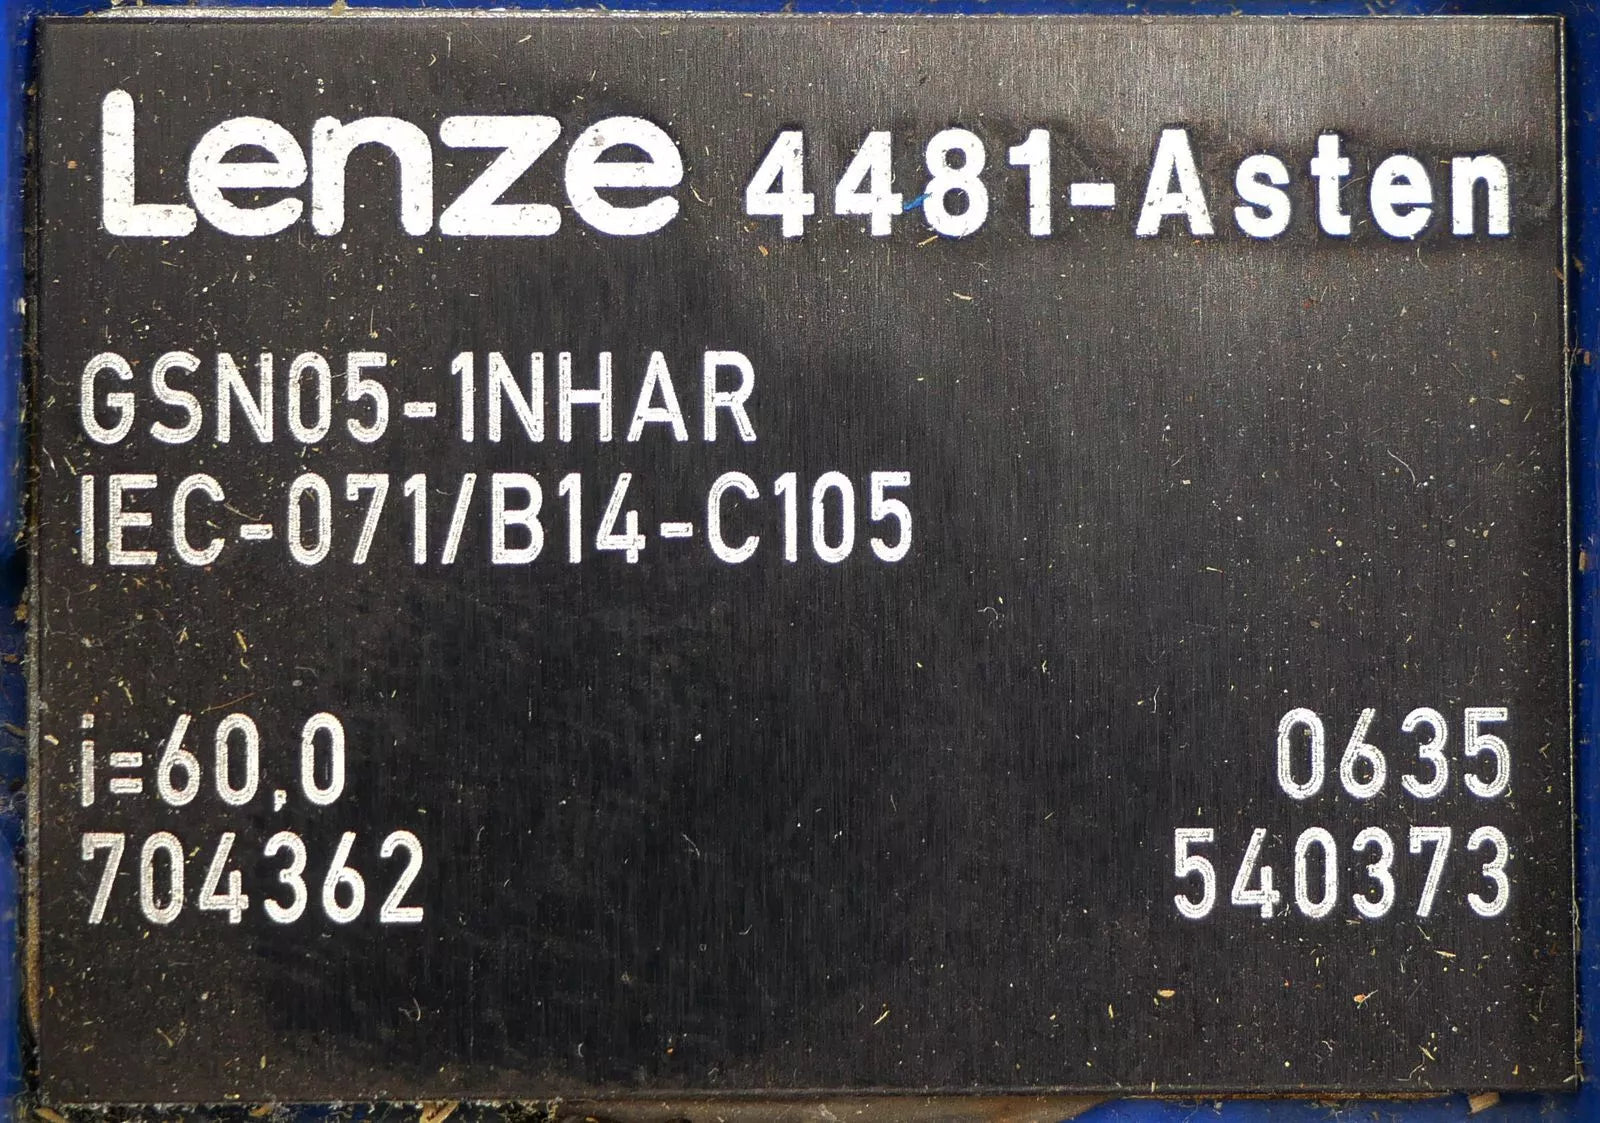 Lenze 4481-Asten
GSN05-1NHAR
IEC-071/B14-C105
i=60,0 0635
704362 540373